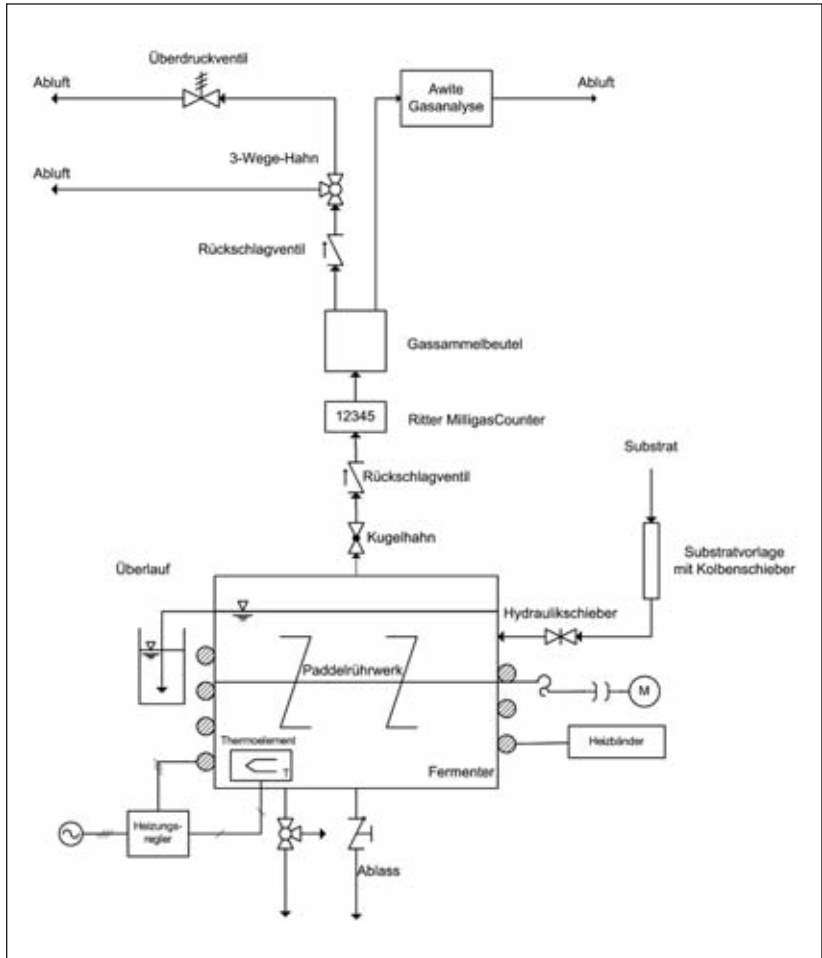 Überdruckventil
Abluft
Awite
Gasanalyse
Abluft
3-Wege-Hahn
Abluft
Rückschlagventil
Gassammelbeutel
12345
Ritter MilligasCounter
Substrat
Rückschlagventil
Kugelhahn
Substratvorlage
mit Kolbenschieber
Überlauf
Hydraulikschieber
Paddelrührwerk
M
Thermoelement
T
Heizbänder
Fermenter
Heizungs-
regler
Ablass